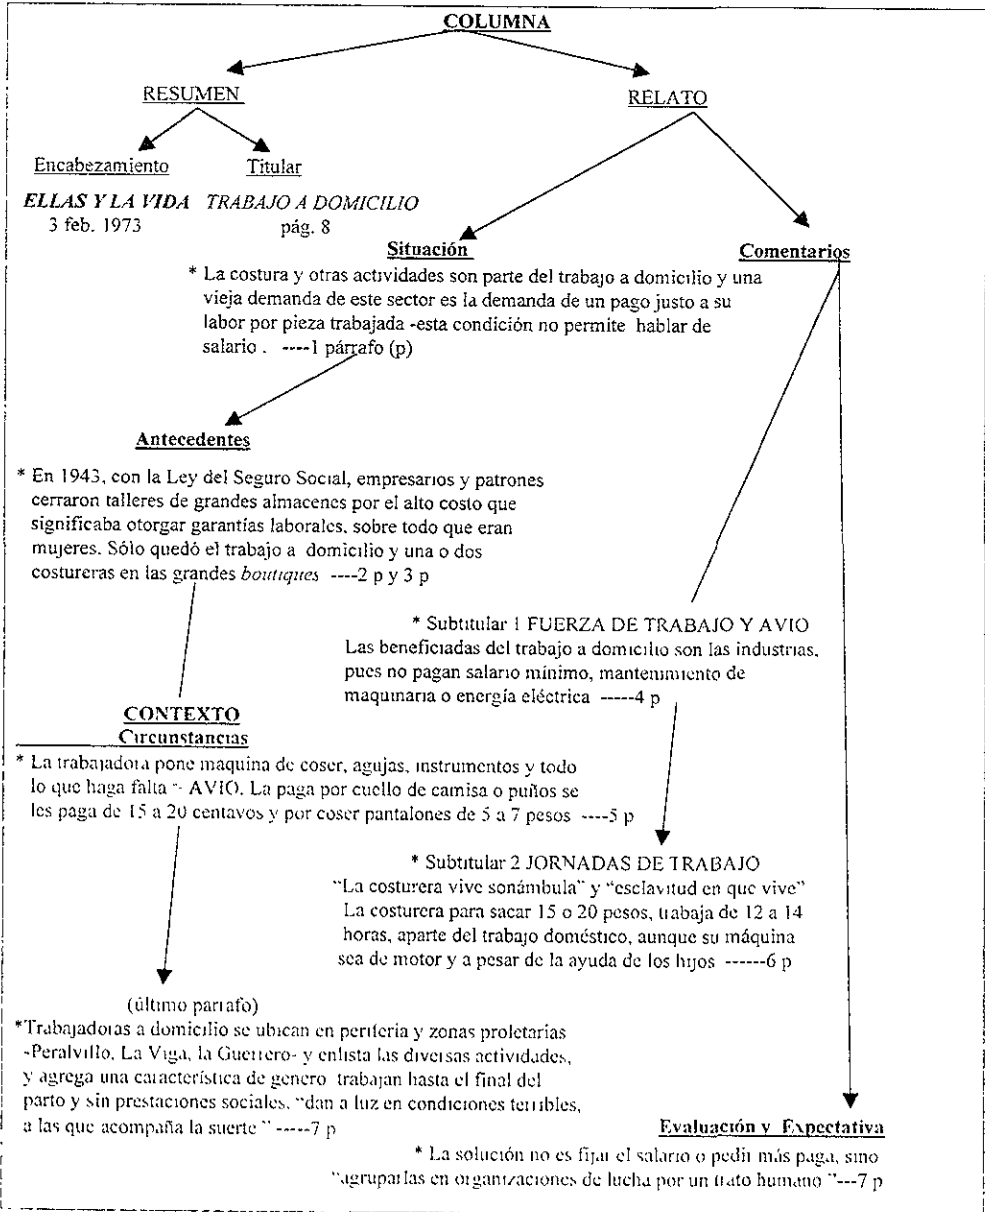 COLUMNA
RESUMEN
RELATO
Encabezamiento
Titular
ELLAS Y LA VIDA
TRABAJO A DOMICILIO
3 feb. 1973
pág. 8
Situación
* La costura y otras actividades son parte del trabajo a domicilio y una
vieja demanda de este sector es la demanda de un pago justo a su
labor por pieza trabajada -esta condición no permite hablar de
salario . ----1 párrafo (p)
Antecedentes
* En 1943, con la Ley del Seguro Social, empresarios y patrones
cerraron talleres de grandes almacenes por el alto costo que
significaba otorgar garantías laborales, sobre todo que eran
mujeres. Sólo quedó el trabajo a domicilio y una o dos
costureras en las grandes boutiques ----2 p y 3 p
CONTEXTO
Circunstancias
* La trabajadora pone maquina de coser, agujas, instrumentos y todo
lo que haga falta - AVIO. La paga por cuello de camisa o puños se
les paga de 15 a 20 centavos y por coser pantalones de 5 a 7 pesos ----5 p
(último parrafo)
*Trabajadoras a domicilio se ubican en periferia y zonas proletarias
-Peralvillo, La Viga, la Guerrero- y enlista las diversas actividades,
y agrega una característica de genero trabajan hasta el final del
parto y sin prestaciones sociales, "dan a luz en condiciones terribles,
a las que acompaña la suerte " -----7 p
Comentarios
* Subtitular 1 FUERZA DE TRABAJO Y AVIO
Las beneficiadas del trabajo a domicilio son las industrias,
pues no pagan salario mínimo, mantenimiento de
maquinaria o energía eléctrica -----4 p
* Subtitular 2 JORNADAS DE TRABAJO
"La costurera vive sonámbula" y "esclavitud en que vive"
La costurera para sacar 15 o 20 pesos, trabaja de 12 a 14
horas, aparte del trabajo doméstico, aunque su máquina
sea de motor y a pesar de la ayuda de los hijos ------6 p
Evaluación y Expectativa
* La solución no es fijar el salario o pedir más paga, sino
"agruparlas en organizaciones de lucha por un trato humano "---7 p